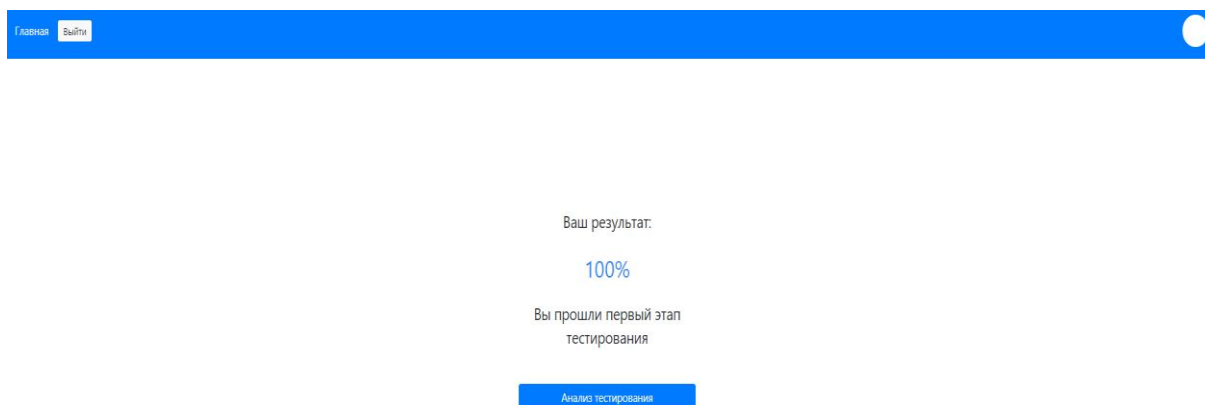 Главная Выйти
Ваш результат:
100%
Вы прошли первый этап
тестирования
Анализ тестирования